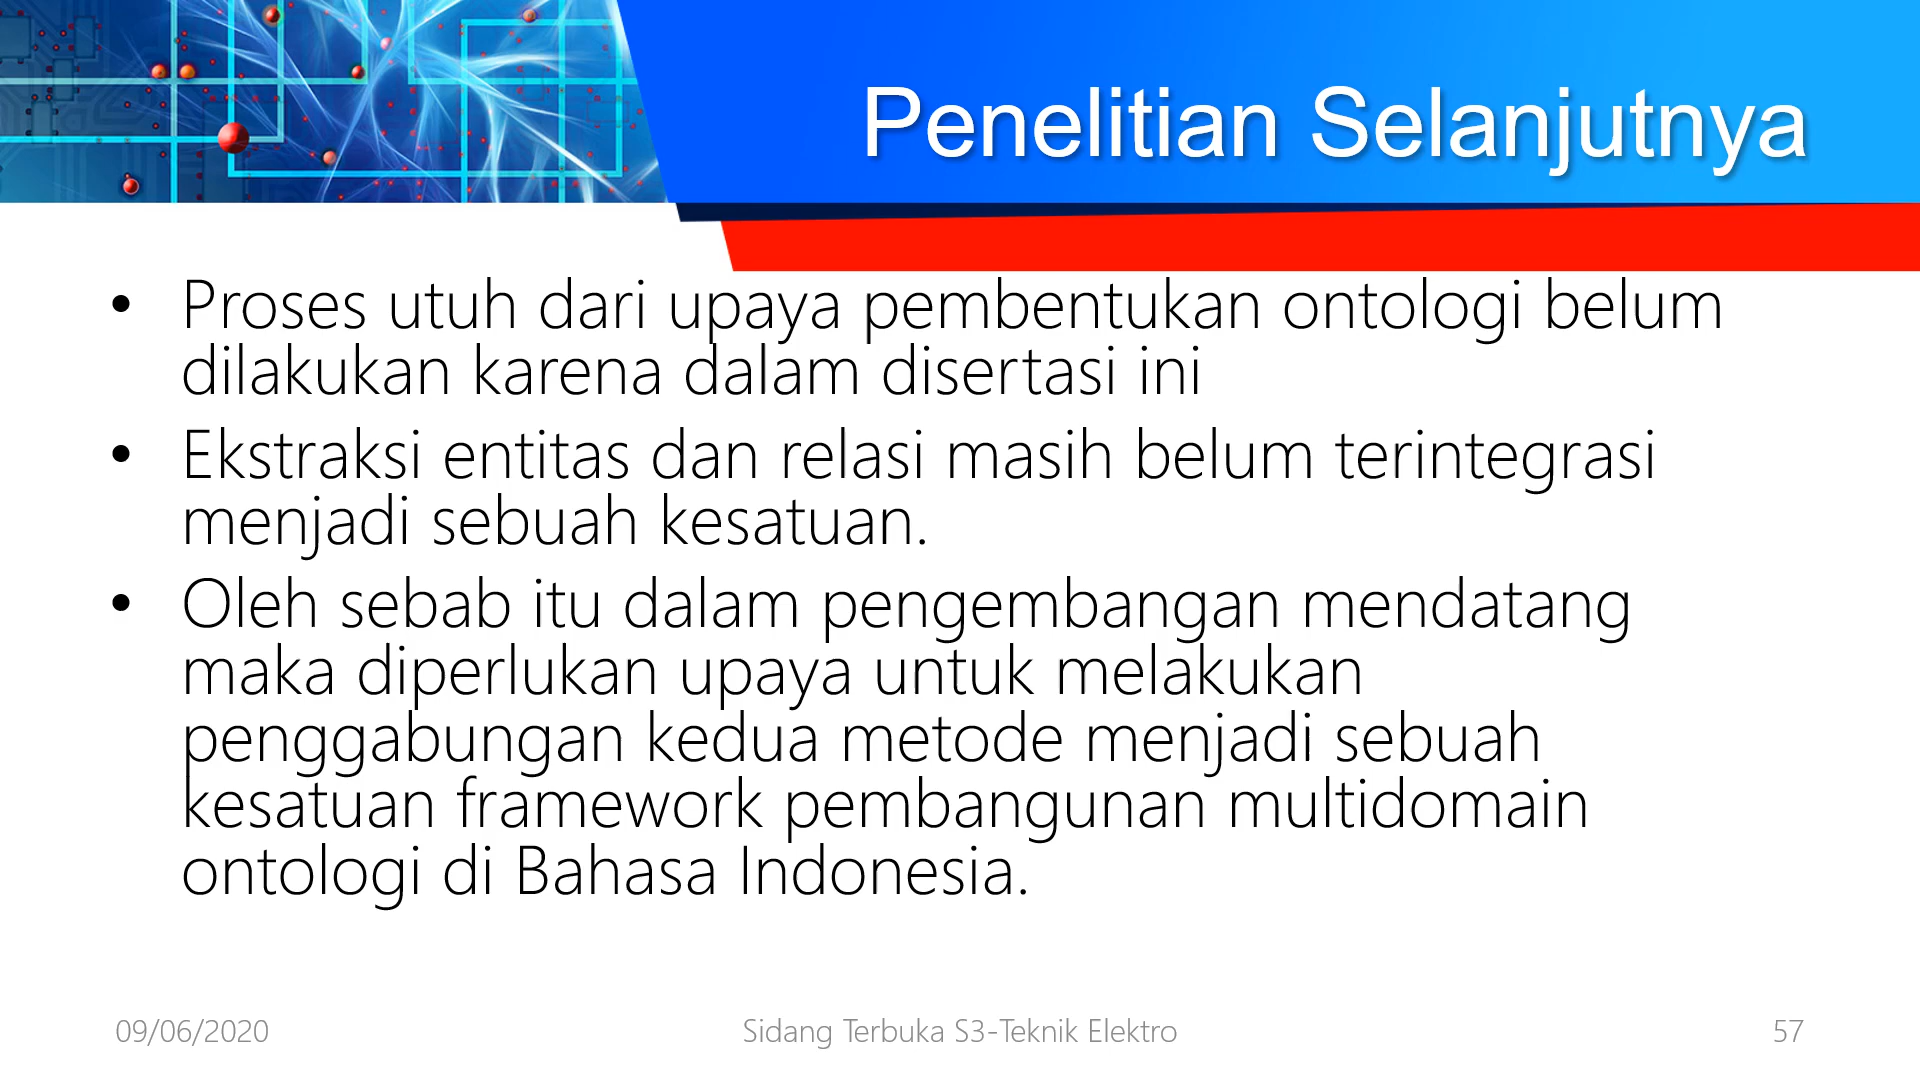 Penelitian Selanjutnya
• Proses utuh dari upaya pembentukan ontologi belum
dilakukan karena dalam disertasi ini
• Ekstraksi entitas dan relasi masih belum terintegrasi
menjadi sebuah kesatuan.
• Oleh sebab itu dalam pengembangan mendatang
maka diperlukan upaya untuk melakukan
penggabungan kedua metode menjadi sebuah
kesatuan framework pembangunan multidomain
ontologi di Bahasa Indonesia.
09/06/2020
Sidang Terbuka S3-Teknik Elektro
57